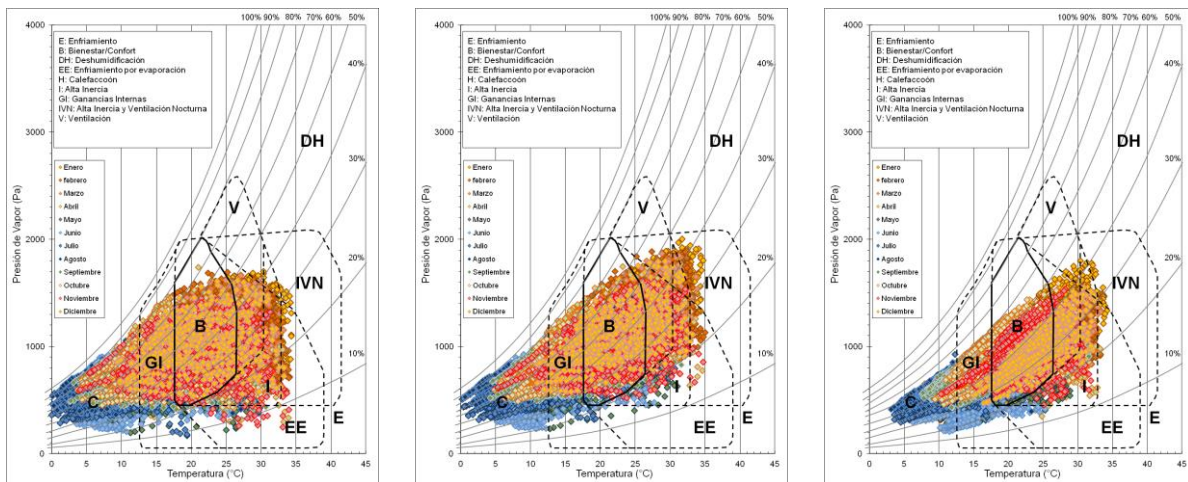 100% 90% 80% 70% 60% 50%
4000
3000
2000
1000
0
Presión de Vapor (Pa)
E: Enfriamiento
B: Bienestar/Confort
DH: Deshumidificación
EE: Enfriamiento por evaporación
H: Calefaccoón
I: Alta Inercia
GI: Ganancias Internas
IVN: Alta Inercia y Ventilación Nocturna
V: Ventilación
40%
DH
30%
Enero
febrero
Marzo
Abril
Mayo
Junio
Julio
Agosto
Septiembre
Octubre
Noviembre
Diciembre
V
20%
IVN
B
GI
10%
I
C
EE
E
0 5 10 15 20 25 30 35 40 45
Temperatura (°C)
100% 90% 80% 70% 60% 50%
4000
3000
2000
1000
0
Presión de Vapor (Pa)
E: Enfriamiento
B: Bienestar/Confort
DH: Deshumidificación
EE: Enfriamiento por evaporación
H: Calefaccoón
I: Alta Inercia
GI: Ganancias Internas
IVN: Alta Inercia y Ventilación Nocturna
V: Ventilación
40%
DH
30%
Enero
febrero
Marzo
Abril
Mayo
Junio
Julio
Agosto
Septiembre
Octubre
Noviembre
Diciembre
V
20%
IVN
B
GI
10%
I
C
EE
E
0 5 10 15 20 25 30 35 40 45
Temperatura (°C)
100% 90% 80% 70% 60% 50%
4000
3000
2000
1000
0
Presión de Vapor (Pa)
E: Enfriamiento
B: Bienestar/Confort
DH: Deshumidificación
EE: Enfriamiento por evaporación
H: Calefaccoón
I: Alta Inercia
GI: Ganancias Internas
IVN: Alta Inercia y Ventilación Nocturna
V: Ventilación
40%
DH
30%
Enero
febrero
Marzo
Abril
Mayo
Junio
Julio
Agosto
Septiembre
Octubre
Noviembre
Diciembre
V
20%
IVN
B
GI
10%
I
C
EE
E
0 5 10 15 20 25 30 35 40 45
Temperatura (°C)